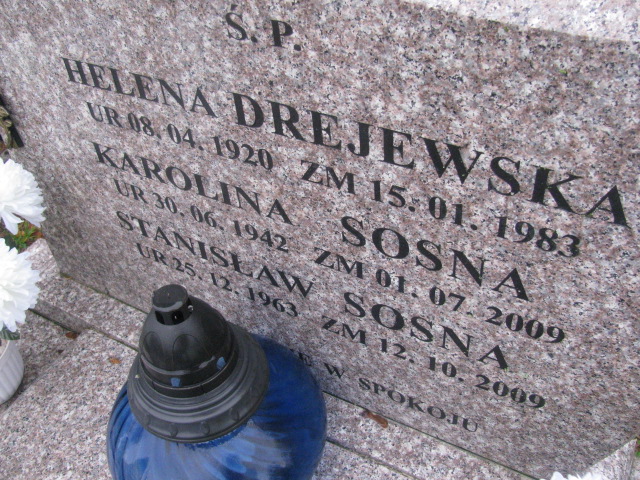 Ś. P.
HELENA DREJEWSKA
UR 08. 04. 1920 ZM 15. 01. 1983
KAROLINA SOSNA
UR 30. 06. 1942 ZM 01. 07. 2009
STANISŁAW SOSNA
UR 25. 12. 1963 ZM 12. 10. 2009
W SPOKOJU